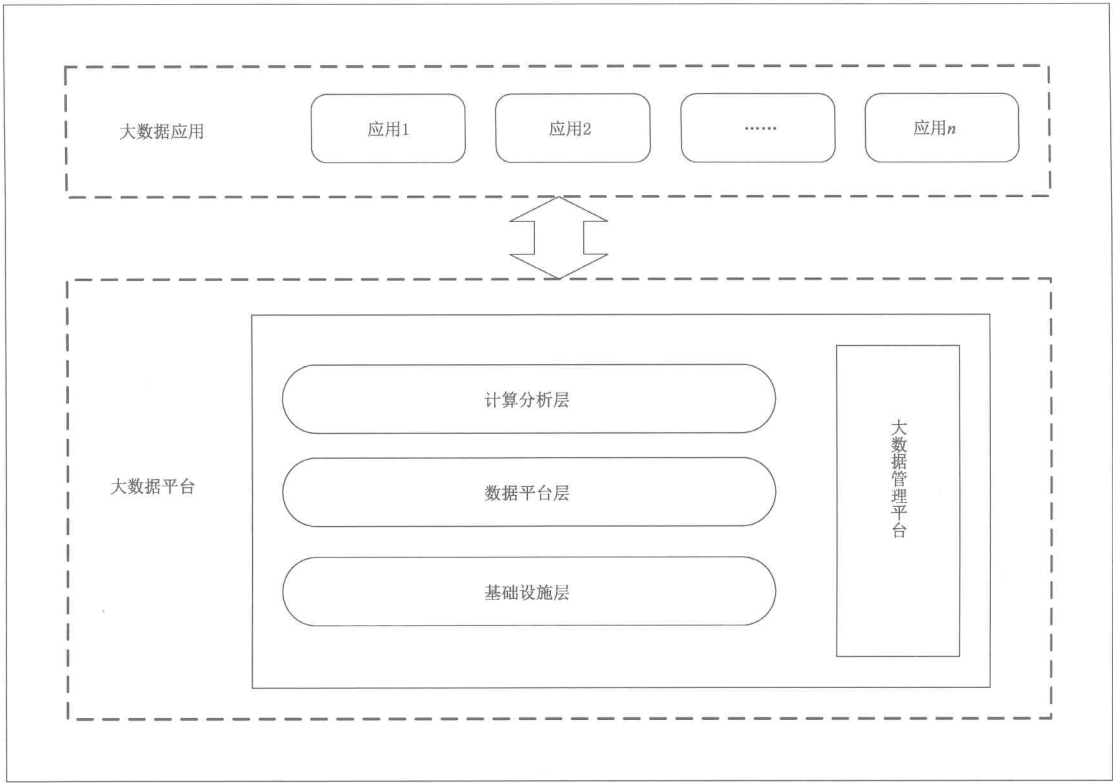 大数据应用
应用1
应用2
……
应用n
计算分析层
数据平台层
基础设施层
大数据平台
大数据管理平台